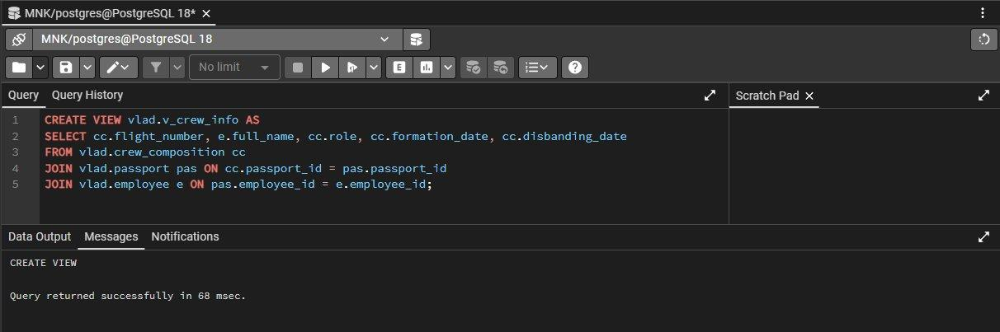 MNK/postgres@PostgreSQL 18*
MNK/postgres@PostgreSQL 18
No limit
E
Query Query History
Scratch Pad
1 CREATE VIEW vlad.v_crew_info AS
2 SELECT cc.flight_number, e.full_name, cc.role, cc.formation_date, cc.disbanding_date
3 FROM vlad.crew_composition cc
4 JOIN vlad.passport pas ON cc.passport_id = pas.passport_id
5 JOIN vlad.employee e ON pas.employee_id = e.employee_id;
Data Output Messages Notifications
CREATE VIEW
Query returned successfully in 68 msec.